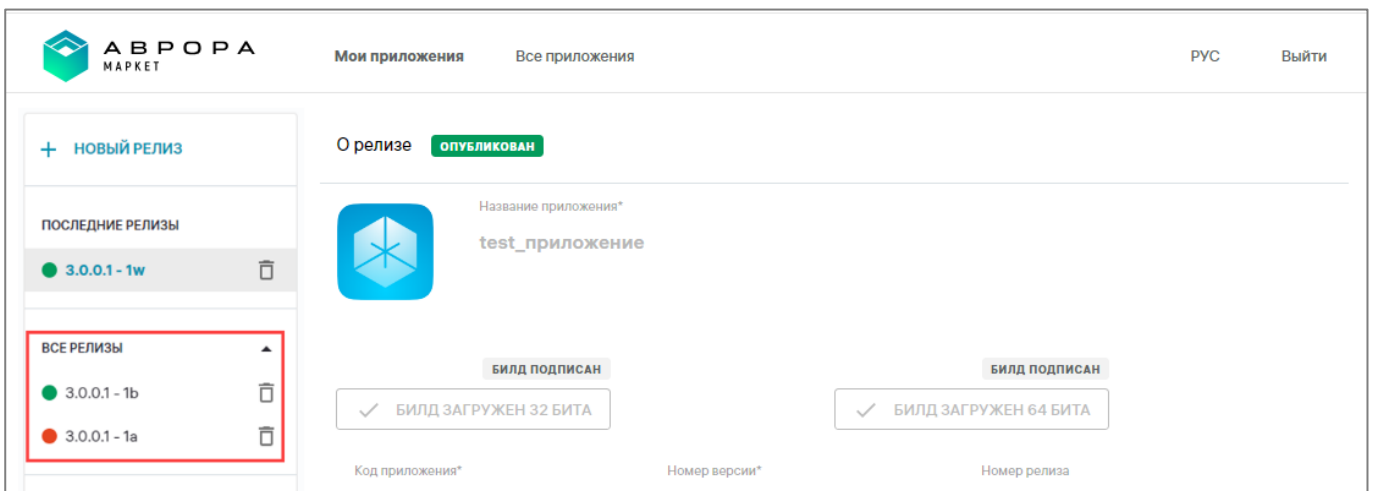 АВРОРА
МАРКЕТ
Мои приложения
Все приложения
РУС
Выйти
+ НОВЫЙ РЕЛИЗ
ПОСЛЕДНИЕ РЕЛИЗЫ
3.0.0.1 - 1w
ВСЕ РЕЛИЗЫ
3.0.0.1 - 1b
3.0.0.1 - 1a
О релизе
ОПУБЛИКОВАН
Название приложения*
test_приложение
БИЛД ПОДПИСАН
БИЛД ЗАГРУЖЕН 32 БИТА
БИЛД ПОДПИСАН
БИЛД ЗАГРУЖЕН 64 БИТА
Код приложения*
Номер версии*
Номер релиза